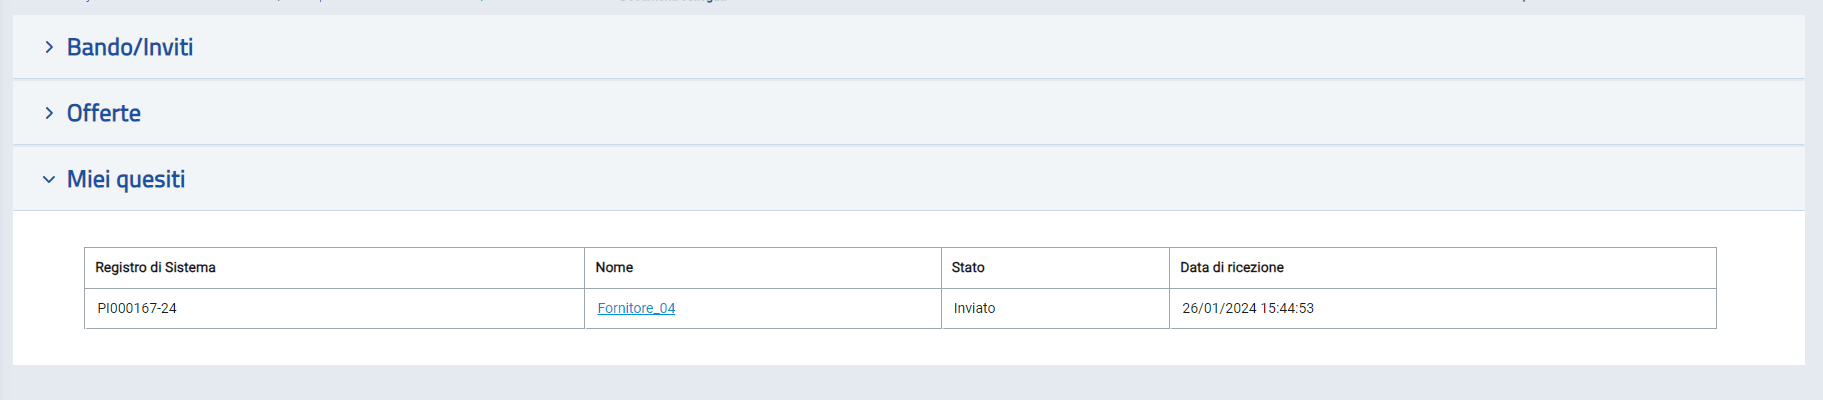 Bando/Inviti
Offerte
Miei quesiti
Registro di Sistema Nome Stato Data di ricezione
PI000167-24 Fornitore_04 Inviato 26/01/2024 15:44:53